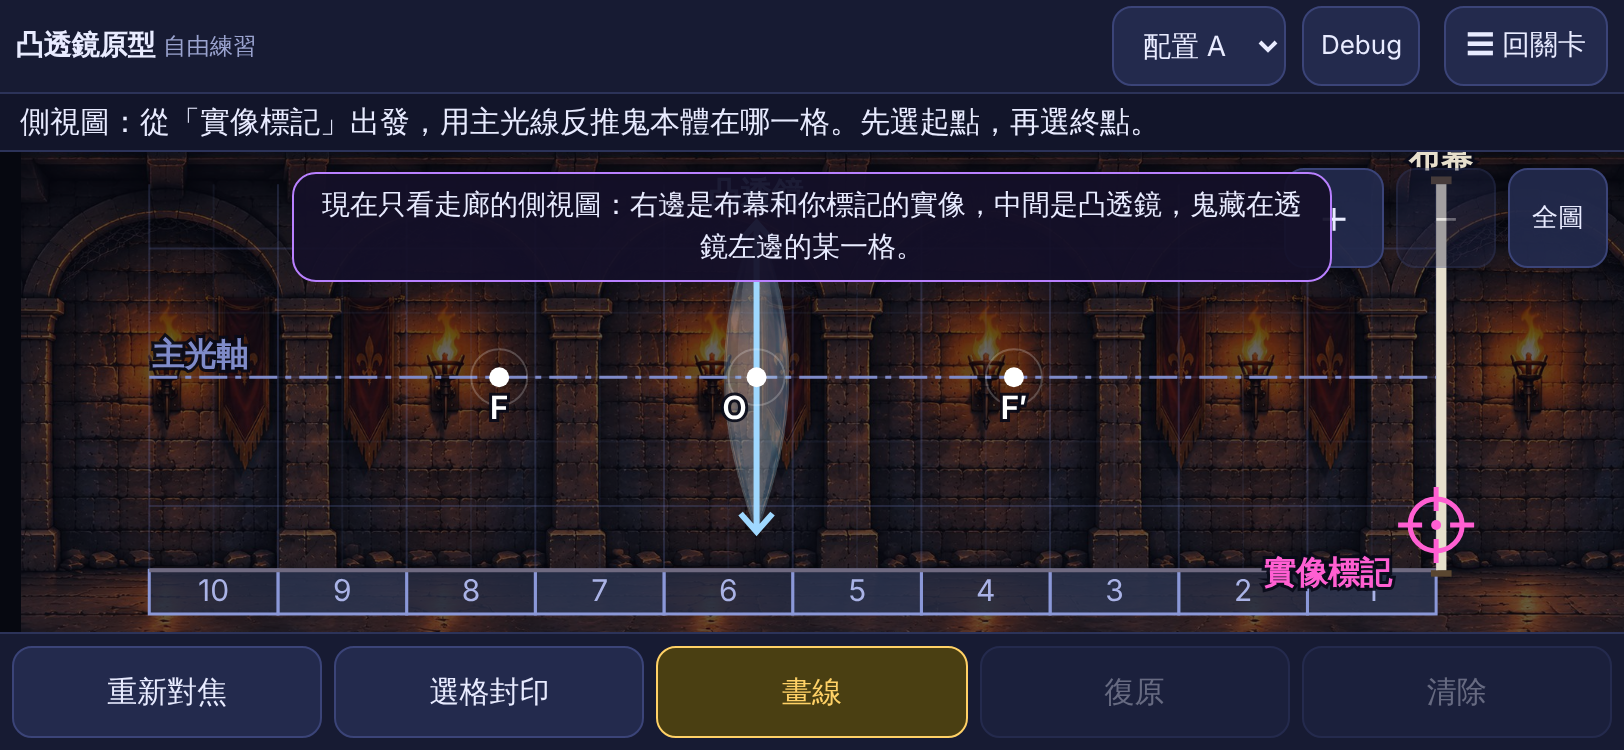 凸透鏡原型 自由練習
配置 A
Debug
☰ 回關卡
側視圖：從「實像標記」出發，用主光線反推鬼本體在哪一格。先選起點，再選終點。
布幕
凸透鏡
現在只看走廊的側視圖：右邊是布幕和你標記的實像，中間是凸透鏡，鬼藏在透
鏡左邊的某一格。
+
−
全圖
主光軸
F
O
F′
實像標記
10 9 8 7 6 5 4 3 2 1
重新對焦
選格封印
畫線
復原
清除